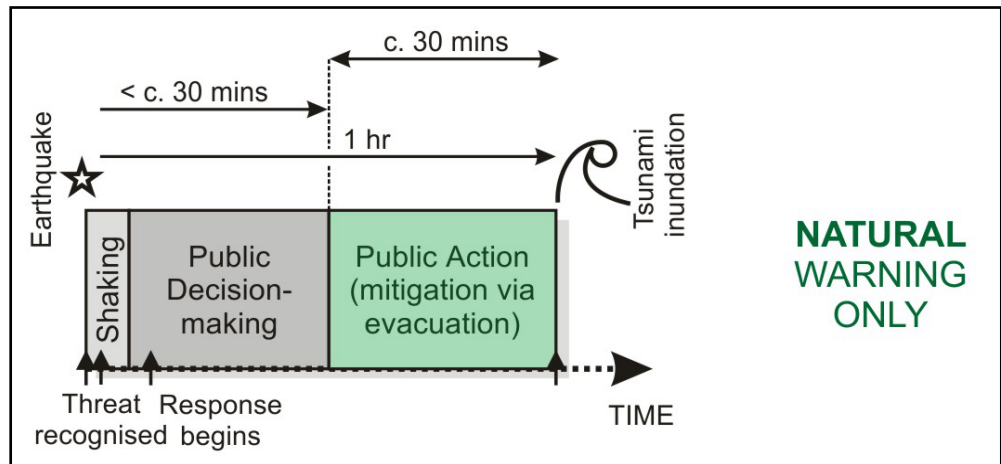 c. 30 mins
< c. 30 mins
1 hr
Earthquake
Tsunami
inundation
Shaking
Public
Decision-
making
Public Action
(mitigation via
evacuation)
NATURAL
WARNING
ONLY
Threat
recognised
Response
begins
TIME